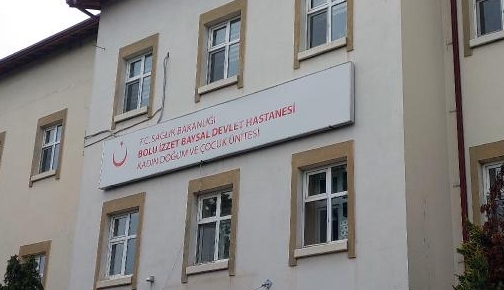 T.C. SAĞLIK BAKANLIĞI
BOLU İZZET BAYSAL DEVLET HASTANESİ
KADIN DOĞUM VE ÇOCUK ÜNİTESİ